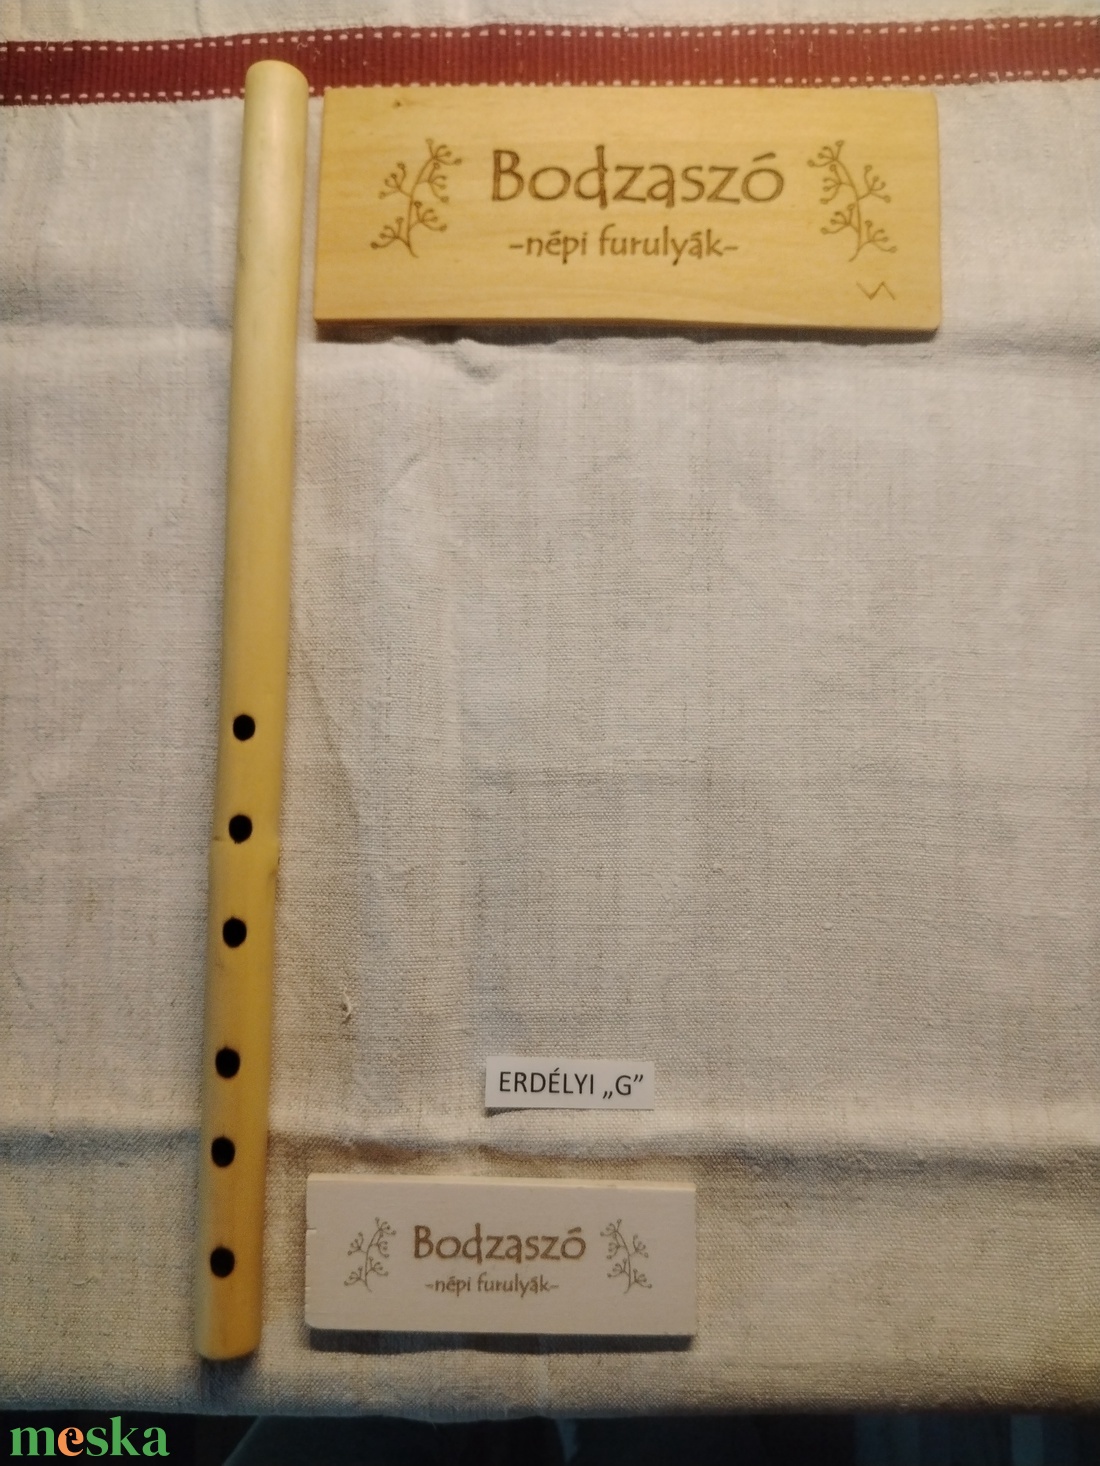 Bodzaszó
-népi furulyák-
ERDÉLYI „G”
Bodzaszó
-népi furulyák-
meska